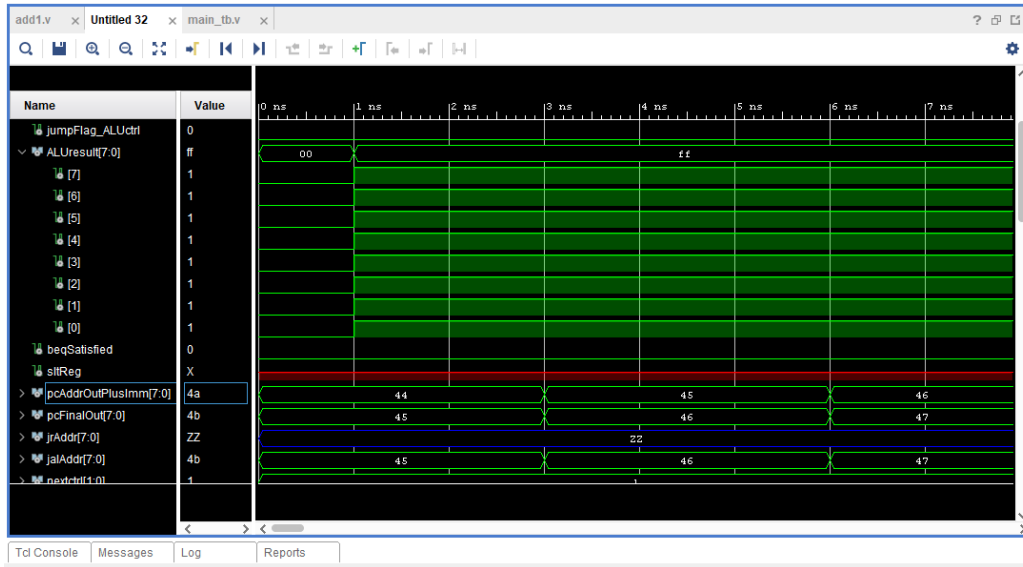 add1.v × Untitled 32 × main_tb.v × ?
Name Value 0 ns 1 ns 2 ns 3 ns 4 ns 5 ns 6 ns 7 ns
jumpFlag_ALUctrl 0
ALUresult[7:0] ff 00 ff
[7] 1
[6] 1
[5] 1
[4] 1
[3] 1
[2] 1
[1] 1
[0] 1
beqSatisfied 0
sltReg X
pcAddrOutPlusImm[7:0] 4a 44 45 46
pcFinalOut[7:0] 4b 45 46 47
jrAddr[7:0] ZZ ZZ
jalAddr[7:0] 4b 45 46 47
nextctrl[1:0] 1 1
Tcl Console Messages Log Reports